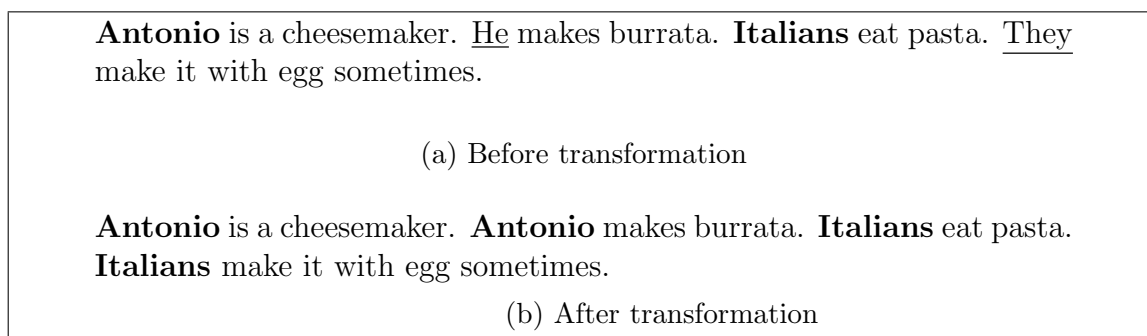 Antonio is a cheesemaker. He makes burrata. Italians eat pasta. They
make it with egg sometimes.
(a) Before transformation
Antonio is a cheesemaker. Antonio makes burrata. Italians eat pasta.
Italians make it with egg sometimes.
(b) After transformation